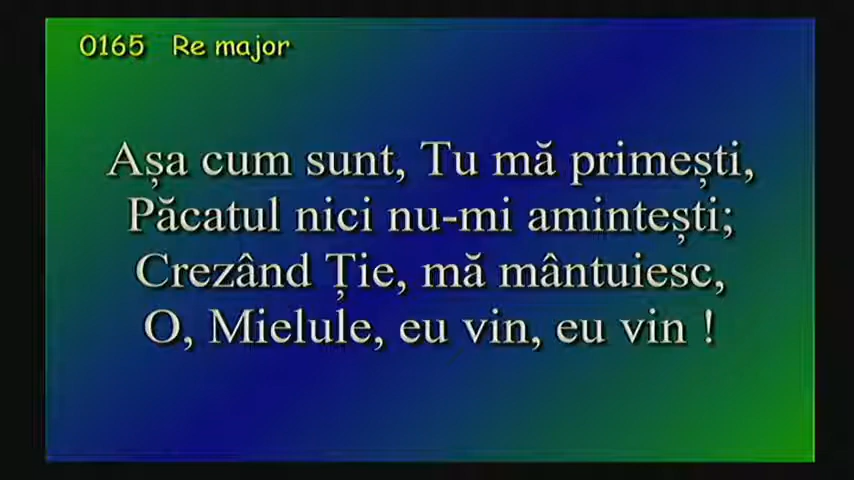 0165 Re major
Așa cum sunt, Tu mă primești,
Păcatul nici nu-mi amintești;
Crezând Ție, mă mântuiesc,
O, Mielule, eu vin, eu vin !